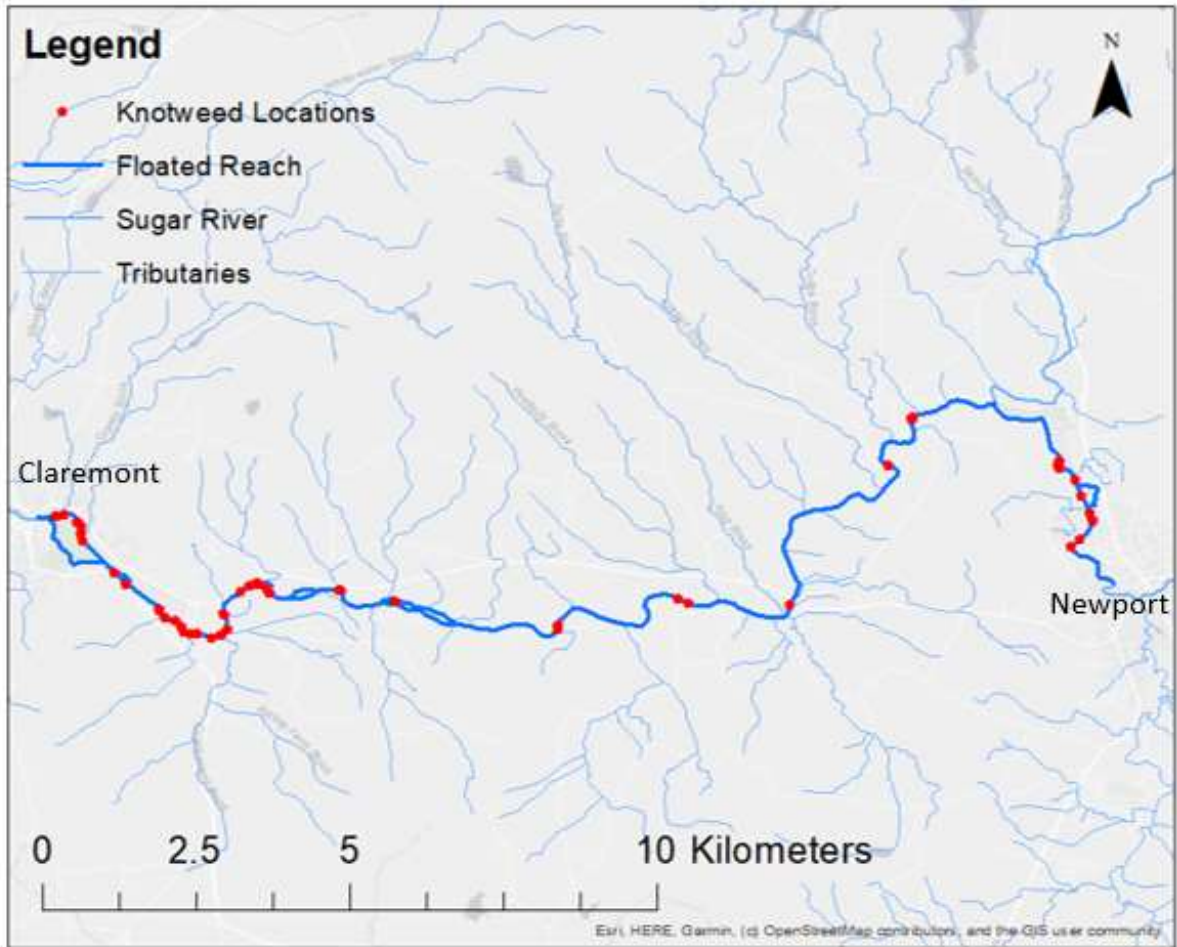 Legend
N
Knotweed Locations
Floated Reach
Sugar River
Tributaries
Claremont
Newport
0 2.5 5 10 Kilometers
Esri, HERE, Garmin, (c) OpenStreetMap contributors, and the GIS user community